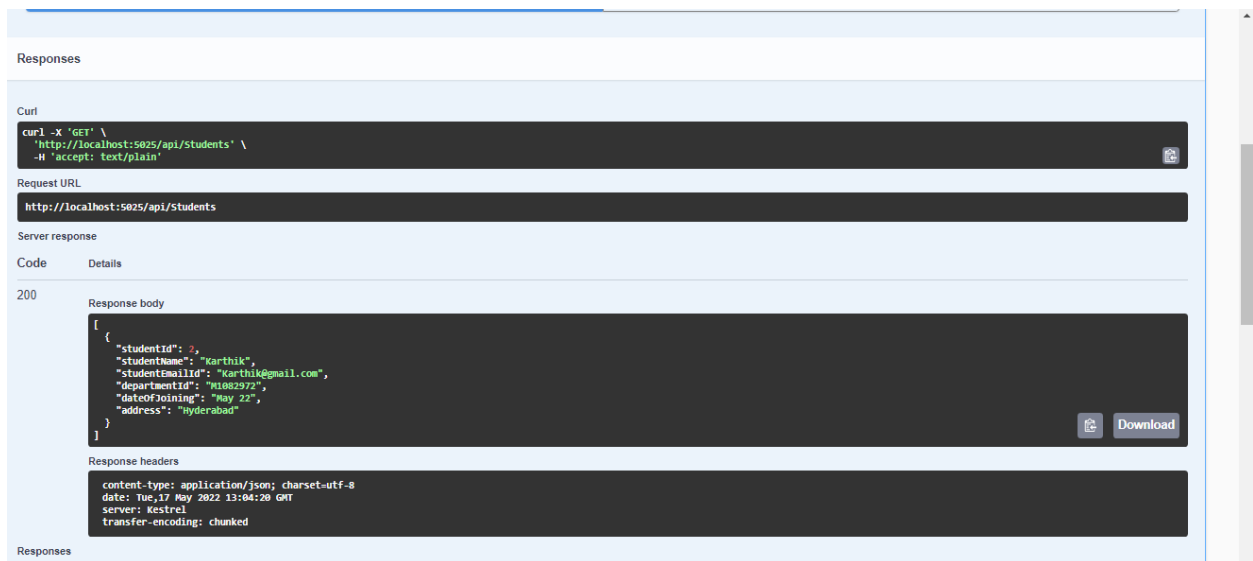 Responses
Curl
curl -X 'GET' \
'http://localhost:5025/api/Students' \
-H 'accept: text/plain'
Request URL
http://localhost:5025/api/Students
Server response
Code Details
200
Response body
[
{
"studentId": 2,
"studentName": "Karthik",
"studentEmailId": "Karthik@gmail.com",
"departmentId": "M1082972",
"dateOfJoining": "May 22",
"address": "Hyderabad"
}
]
Download
Response headers
content-type: application/json; charset=utf-8
date: Tue,17 May 2022 13:04:20 GMT
server: Kestrel
transfer-encoding: chunked
Responses